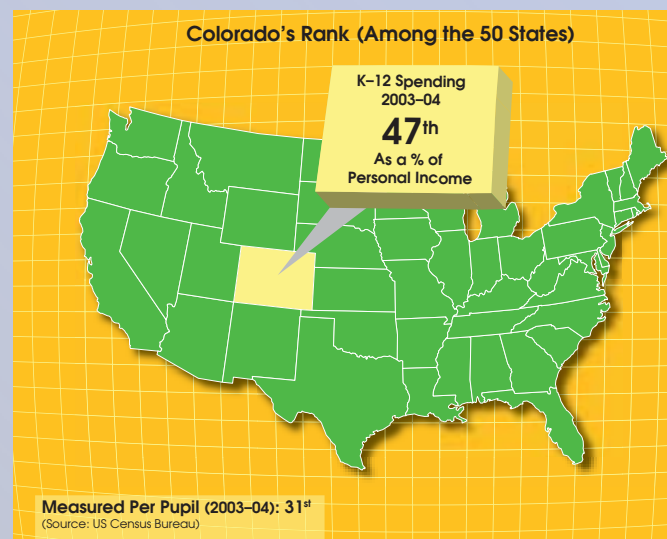 Colorado's Rank (Among the 50 States)
K–12 Spending
2003–04
47th
As a % of
Personal Income
Measured Per Pupil (2003–04): 31st
(Source: US Census Bureau)